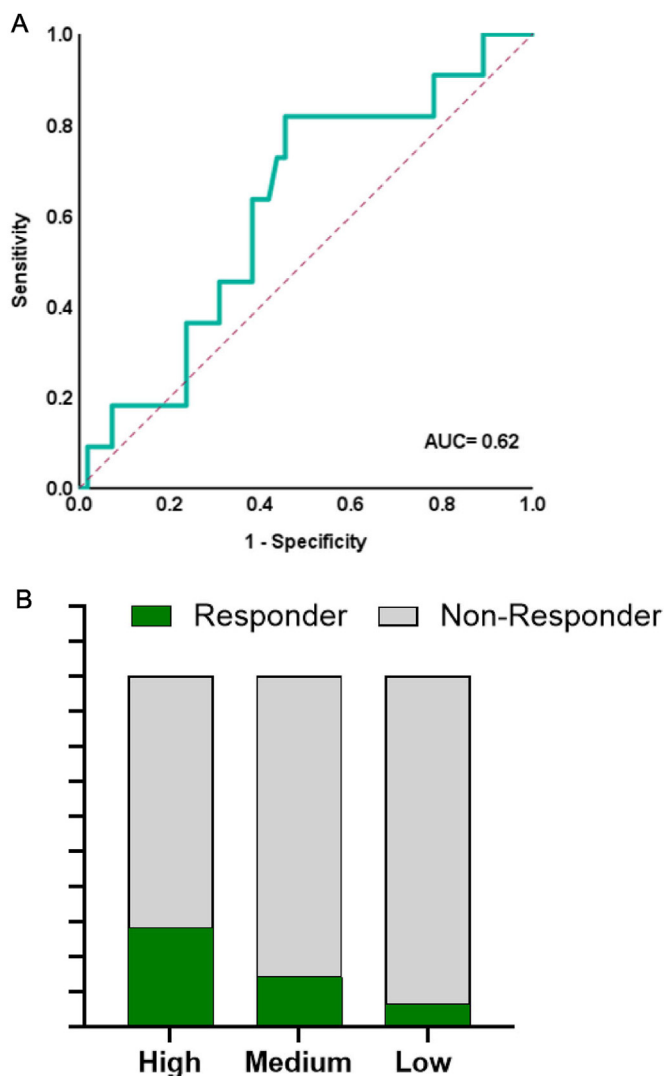 A
1.0
0.8
0.6
0.4
0.2
0.0
Sensitivity
AUC= 0.62
0.0 0.2 0.4 0.6 0.8 1.0
1 - Specificity
B
Responder Non-Responder
High Medium Low